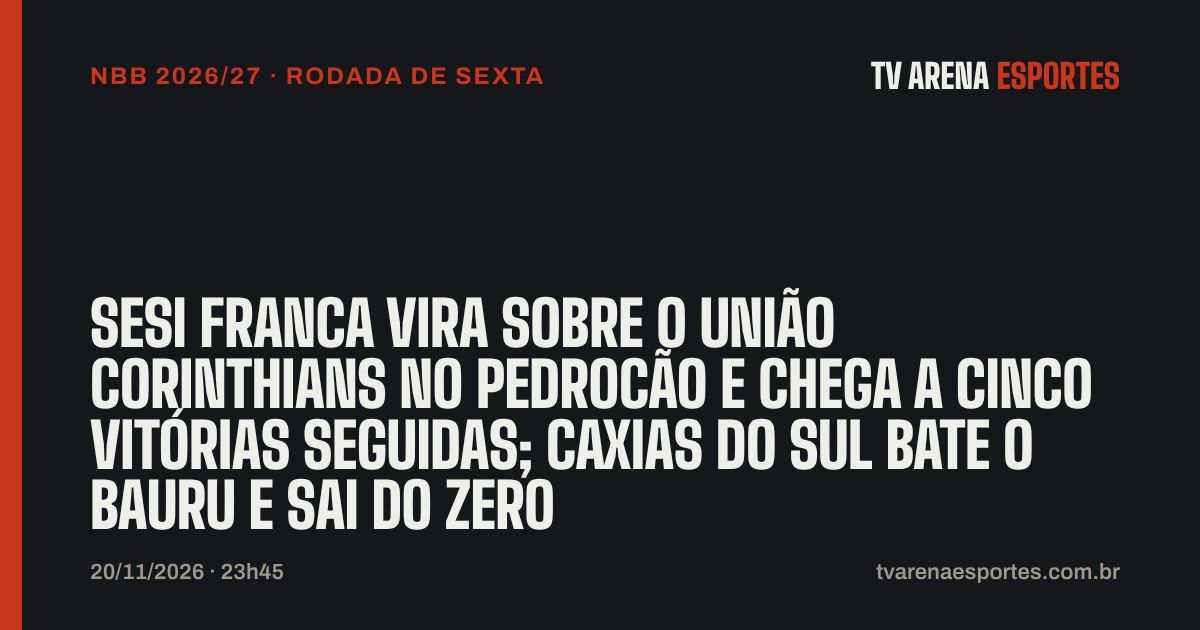 NBB 2026/27 · RODADA DE SEXTA
TV ARENA ESPORTES
SESI FRANCA VIRA SOBRE O UNIÃO
CORINTHIANS NO PEDROCÃO E CHEGA A CINCO
VITÓRIAS SEGUIDAS; CAXIAS DO SUL BATE O
BAURU E SAI DO ZERO
20/11/2026 · 23h45
tvarenaesportes.com.br